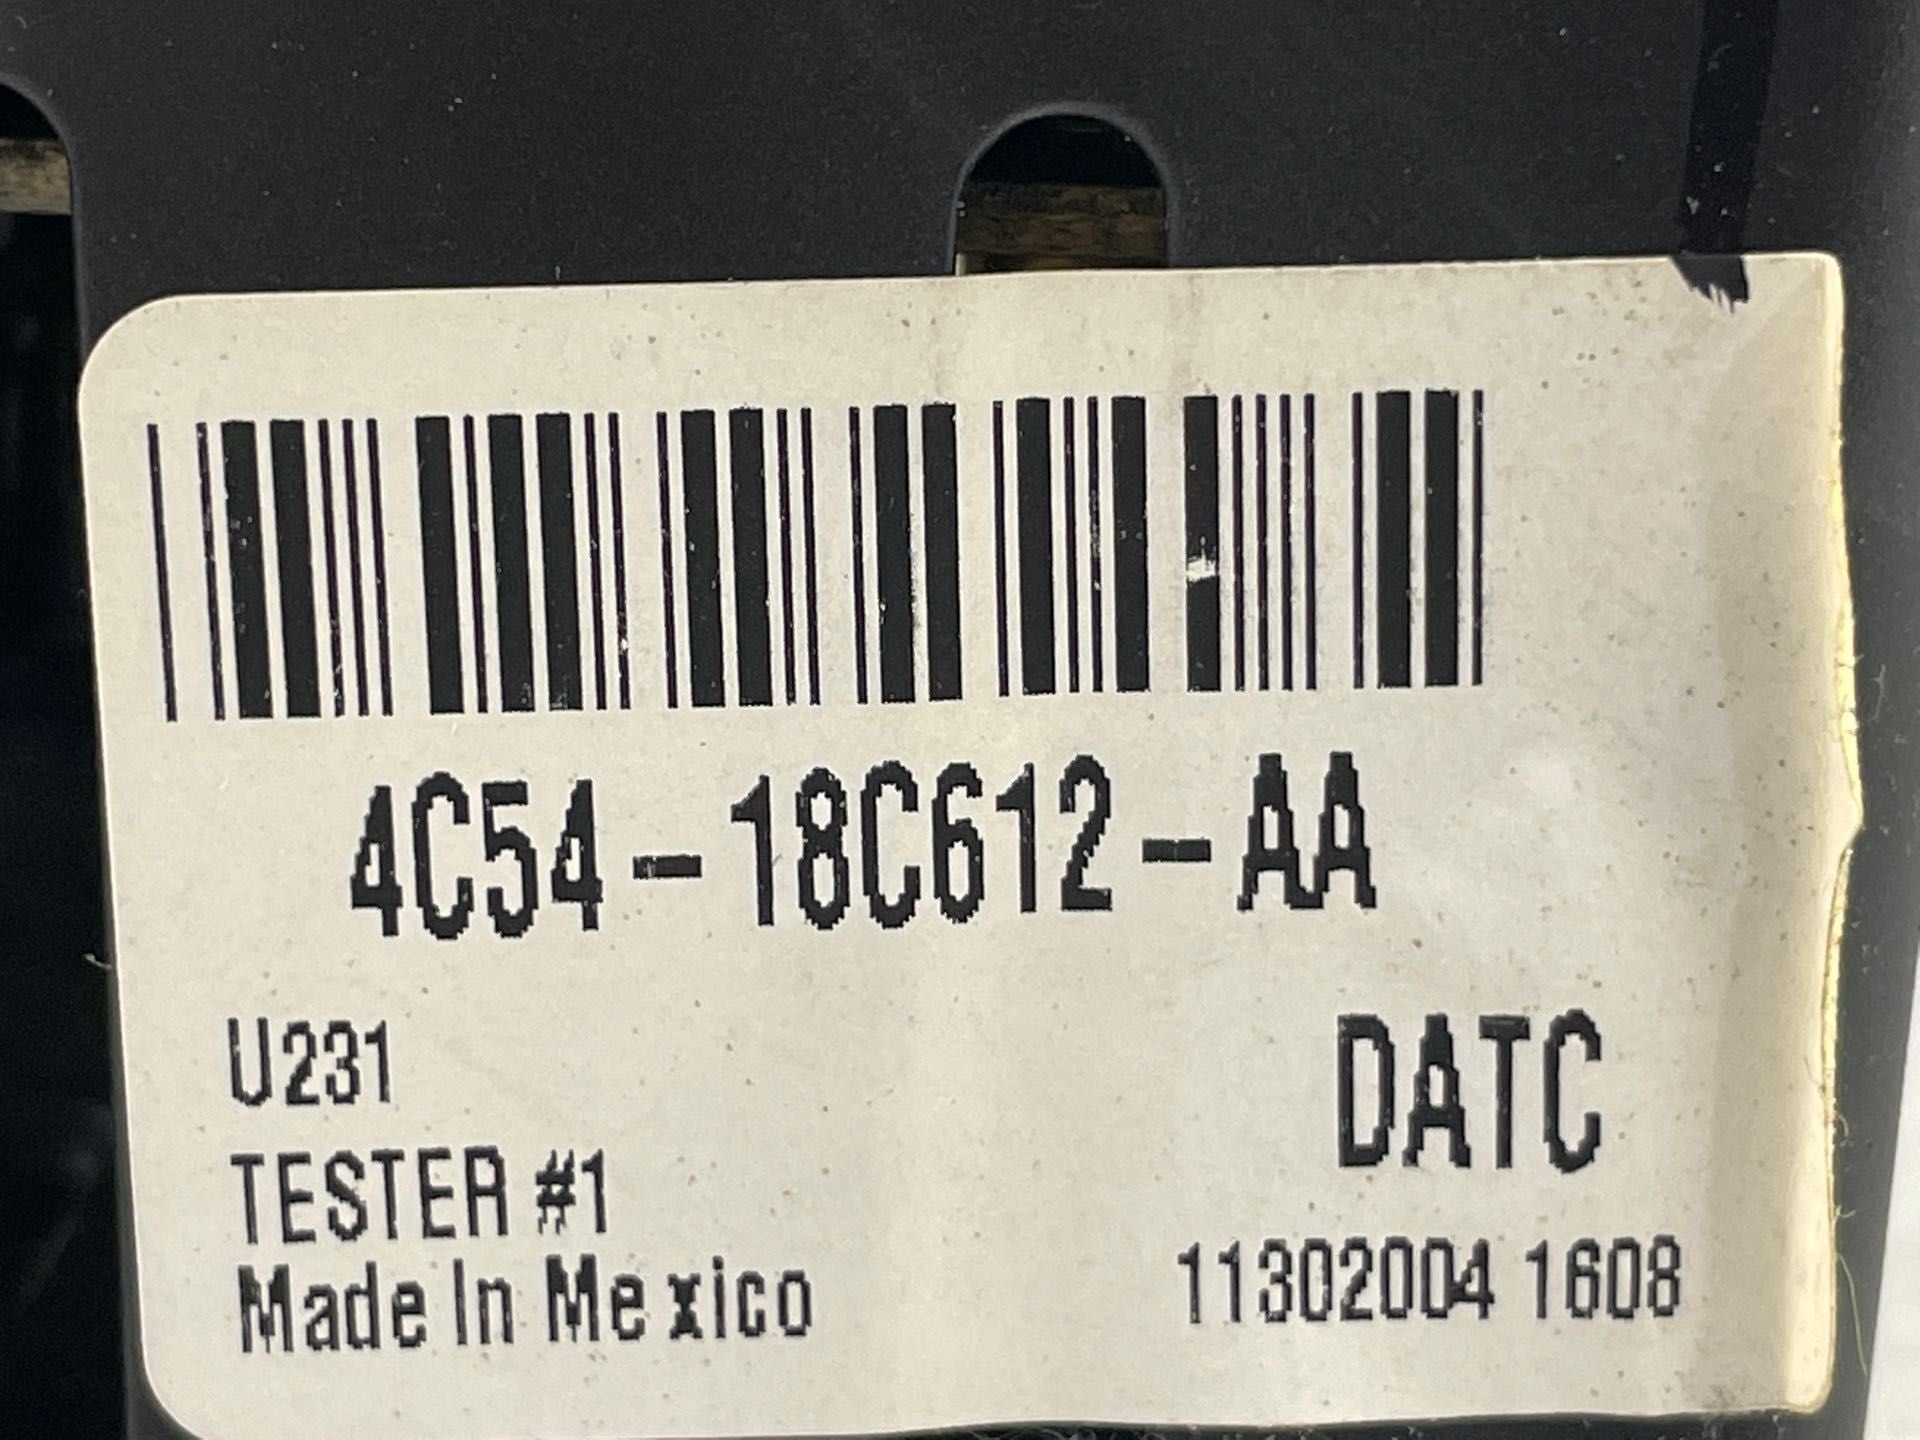 4C54-18C612-AA
U231
DATC
TESTER #1
Made In Mexico
11302004 1608